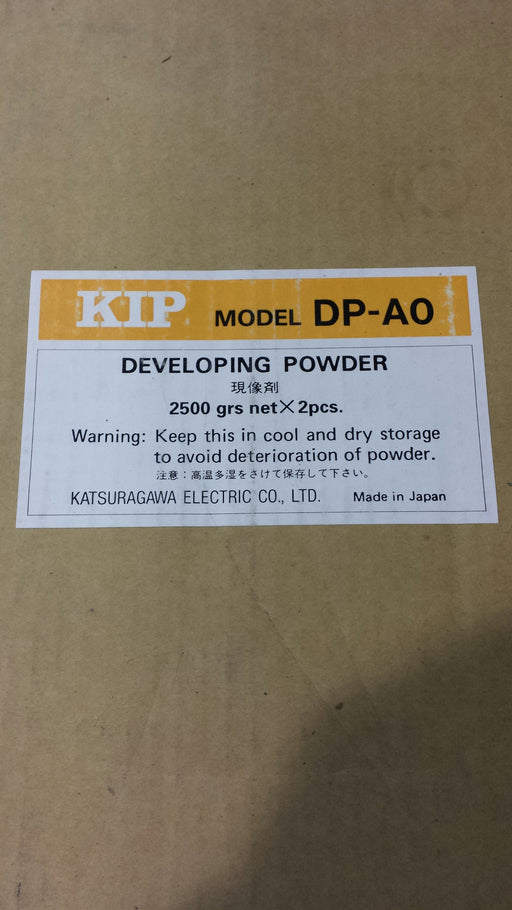 KIP MODEL DP-A0
DEVELOPING POWDER
現像剤
2500 grs net×2pcs.
Warning: Keep this in cool and dry storage
to avoid deterioration of powder.
注意：高温多湿をさけて保存して下さい。
KATSURAGAWA ELECTRIC CO., LTD. Made in Japan